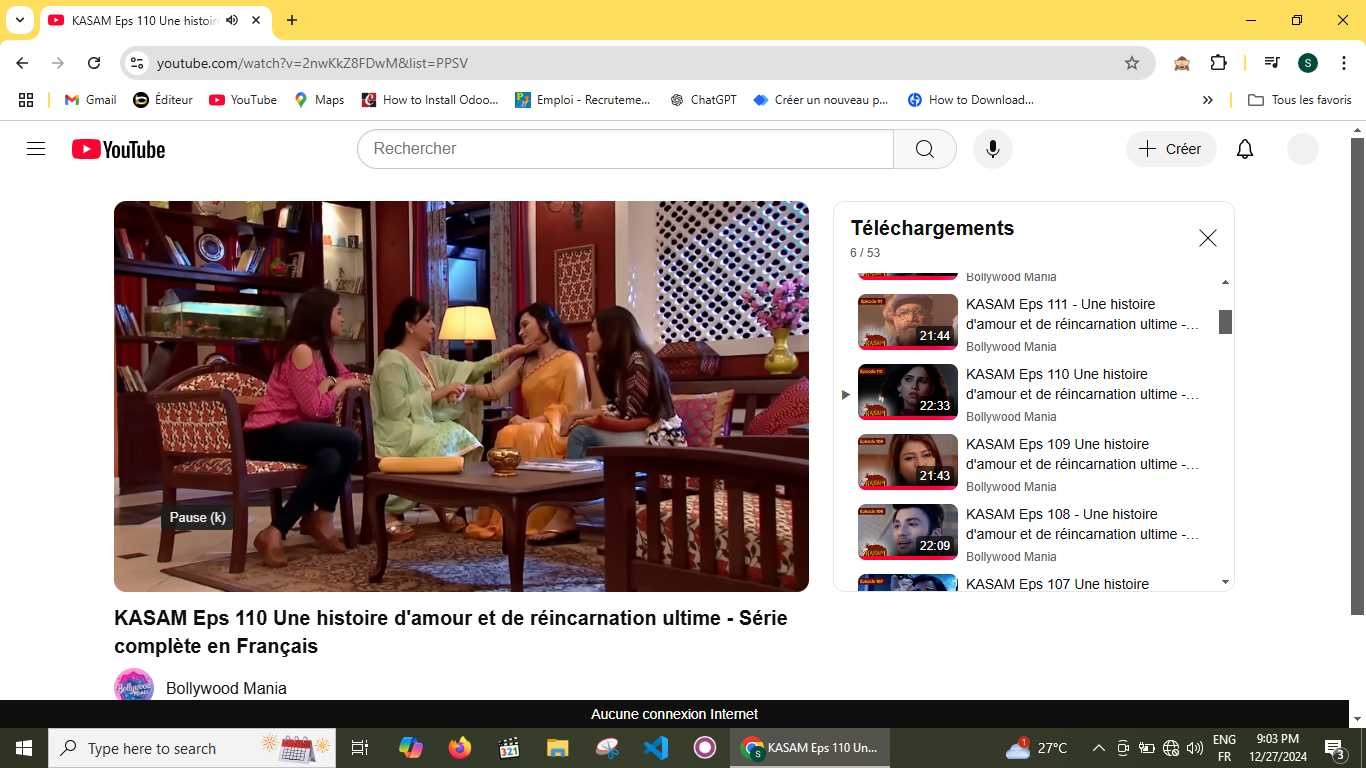 KASAM Eps 110 Une histoir
youtube.com/watch?v=2nwKkZ8FDwM&list=PPSV
S
Gmail
Éditeur
YouTube
Maps
How to Install Odoo...
Emploi - Recruteme...
ChatGPT
Créer un nouveau p...
How to Download...
Tous les favoris
YouTube
Rechercher
Créer
Téléchargements
6 / 53
Bollywood Mania
KASAM Eps 111 - Une histoire
d'amour et de réincarnation ultime -...
21:44
Bollywood Mania
KASAM Eps 110 Une histoire
d'amour et de réincarnation ultime -...
22:33
Bollywood Mania
KASAM Eps 109 Une histoire
d'amour et de réincarnation ultime -...
21:43
Bollywood Mania
KASAM Eps 108 - Une histoire
d'amour et de réincarnation ultime -...
22:09
Bollywood Mania
KASAM Eps 107 Une histoire
Pause (k)
KASAM Eps 110 Une histoire d'amour et de réincarnation ultime - Série
complète en Français
Bollywood Mania
Aucune connexion Internet
Type here to search
321
KASAM Eps 110 Un...
1
27°C
ENG
FR
9:03 PM
12/27/2024
3